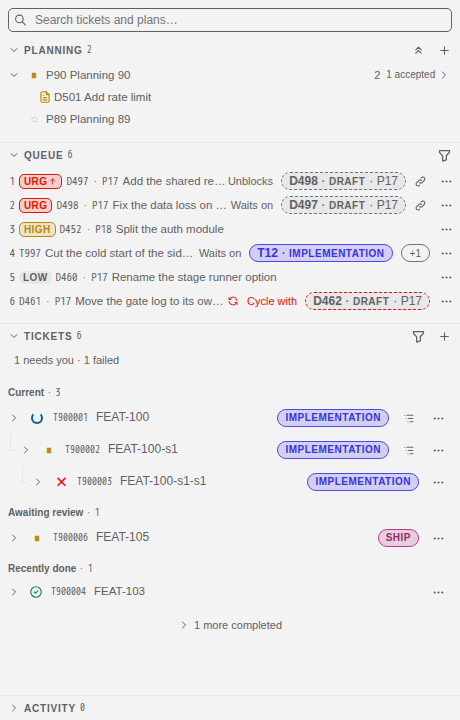 Search tickets and plans…
PLANNING 2
P90 Planning 90 2 1 accepted
D501 Add rate limit
P89 Planning 89
QUEUE 6
1 URG↑ D497 · P17 Add the shared re… Unblocks D498 · DRAFT · P17
2 URG D498 · P17 Fix the data loss on … Waits on D497 · DRAFT · P17
3 HIGH D452 · P18 Split the auth module
4 T997 Cut the cold start of the sid… Waits on T12 · IMPLEMENTATION +1
5 LOW D460 · P17 Rename the stage runner option
6 D461 · P17 Move the gate log to its ow… Cycle with D462 · DRAFT · P17
TICKETS 6
1 needs you · 1 failed
Current · 3
T900001 FEAT-100 IMPLEMENTATION
T900002 FEAT-100-s1 IMPLEMENTATION
T900003 FEAT-100-s1-s1 IMPLEMENTATION
Awaiting review · 1
T900006 FEAT-105 SHIP
Recently done · 1
T900004 FEAT-103
1 more completed
ACTIVITY 0